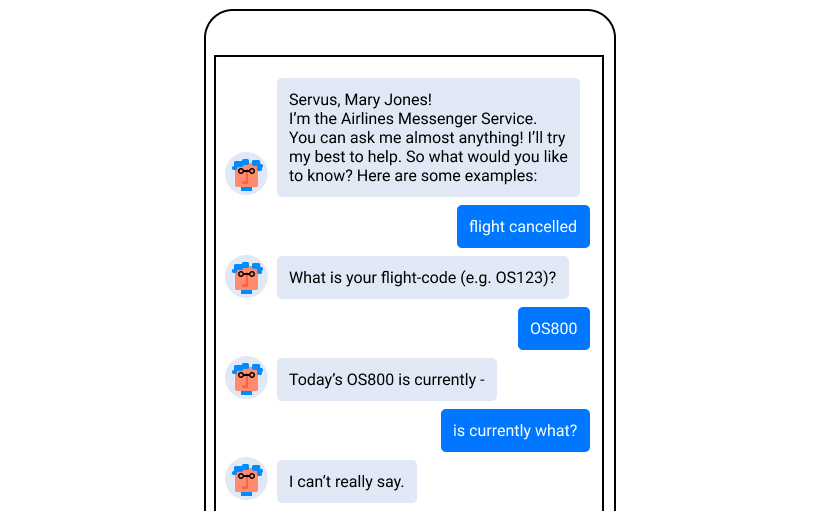 Servus, Mary Jones!
I’m the Airlines Messenger Service.
You can ask me almost anything! I’ll try
my best to help. So what would you like
to know? Here are some examples:
flight cancelled
What is your flight-code (e.g. OS123)?
OS800
Today’s OS800 is currently -
is currently what?
I can’t really say.